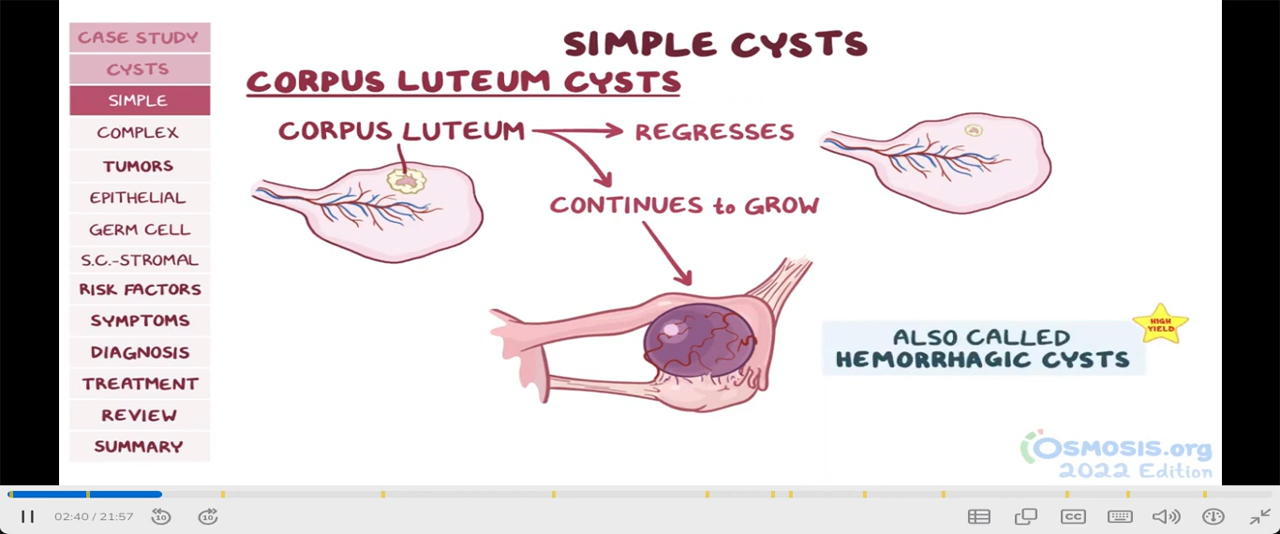 CASE STUDY
CYSTS
SIMPLE
COMPLEX
TUMORS
EPITHELIAL
GERM CELL
S.C.-STROMAL
RISK FACTORS
SYMPTOMS
DIAGNOSIS
TREATMENT
REVIEW
SUMMARY
SIMPLE CYSTS
CORPUS LUTEUM CYSTS
CORPUS LUTEUM
REGRESSES
CONTINUES to GROW
ALSO CALLED
HEMORRHAGIC CYSTS
HIGH
YIELD
OSMOSIS.org
2022 Edition
02:40 / 21:57
10
10
CC